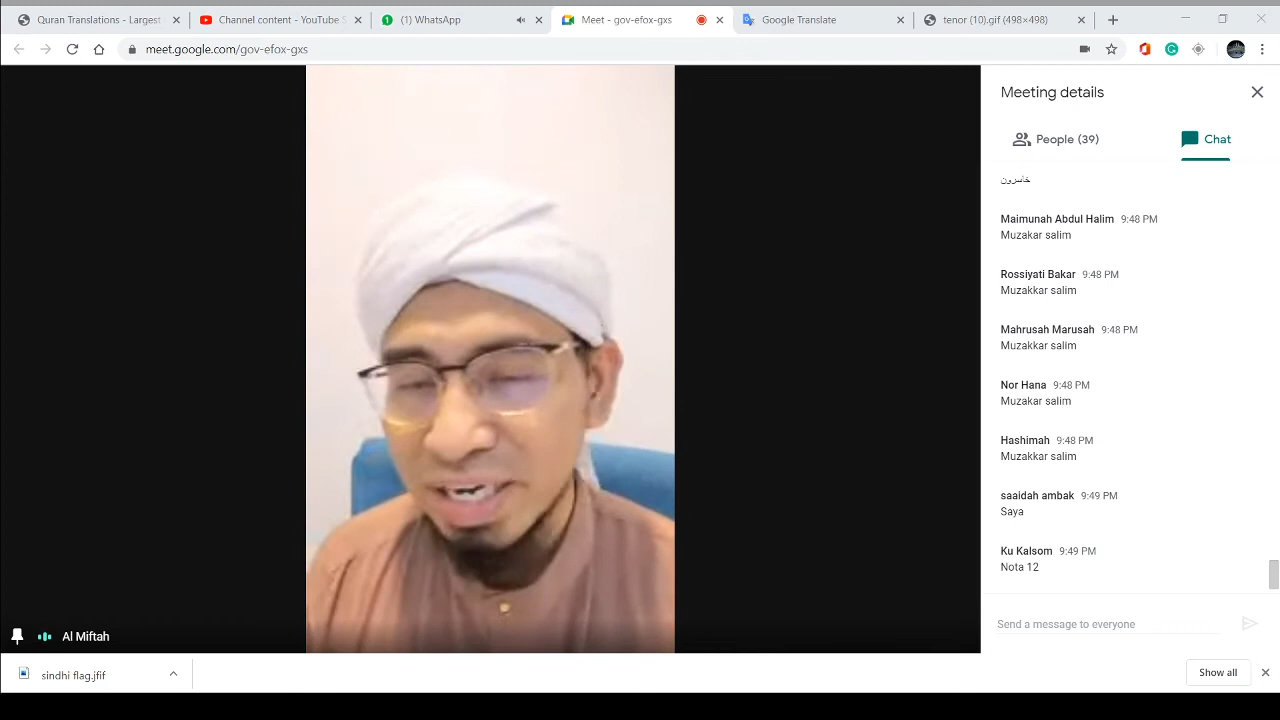 Quran Translations - Largest
Channel content - YouTube S
(1) WhatsApp
Meet - gov-efox-gxs
Google Translate
tenor (10).gif (498×498)
meet.google.com/gov-efox-gxs
Meeting details
People (39)
Chat
خاسرون
Maimunah Abdul Halim 9:48 PM
Muzakar salim
Rossiyati Bakar 9:48 PM
Muzakkar salim
Mahrusah Marusah 9:48 PM
Muzakkar salim
Nor Hana 9:48 PM
Muzakar salim
Hashimah 9:48 PM
Muzakkar salim
saaidah ambak 9:49 PM
Saya
Ku Kalsom 9:49 PM
Nota 12
Send a message to everyone
Al Miftah
sindhi flag.jfif
Show all